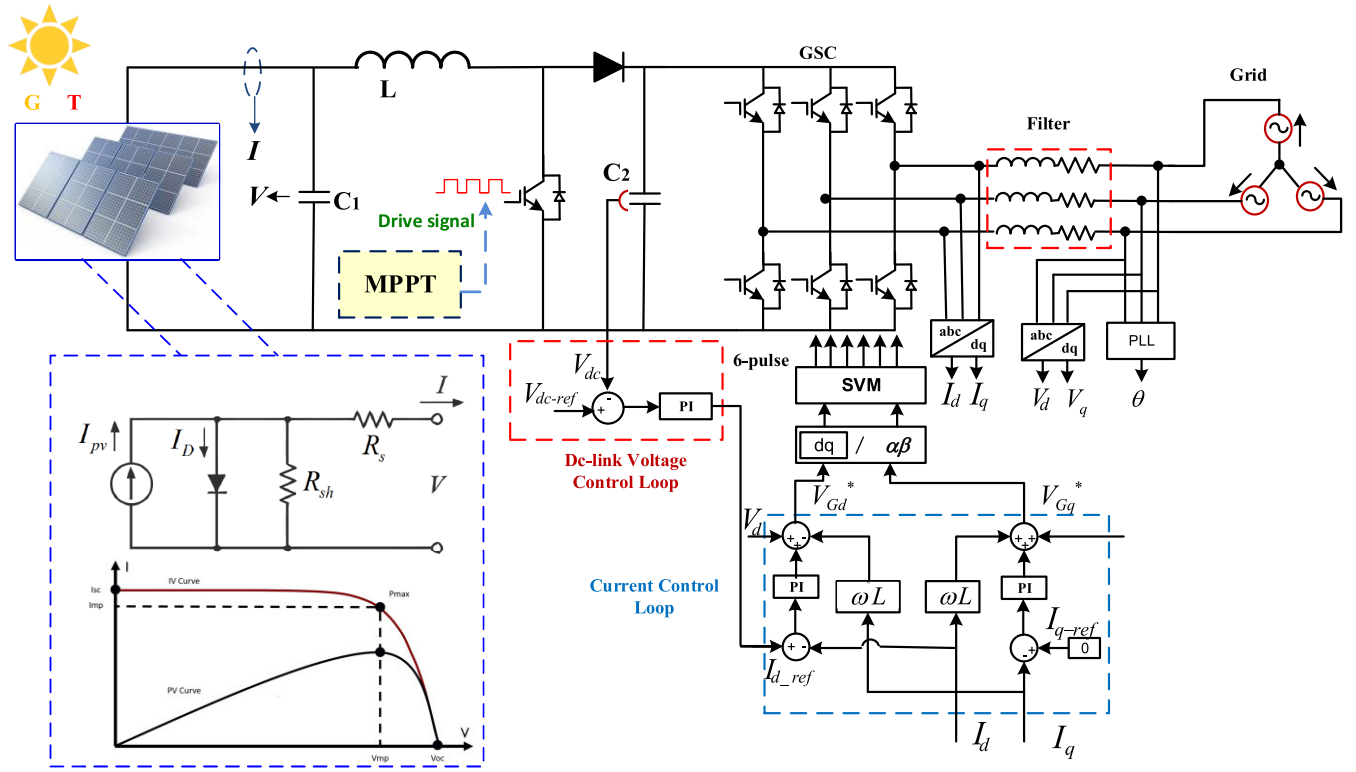 G T
I
V
C1
L
Drive signal
MPPT
C2
GSC
Filter
Grid
6-pulse
SVM
dq / αβ
abc
dq
Id Iq
abc
dq
Vd Vq
PLL
θ
Vdc
Vdc-ref
+ -
PI
Dc-link Voltage
Control Loop
Ipv
ID
Rsh
Rs
I
V
I
Isc
Imp
IV Curve
Pmax
PV Curve
Vmp
Voc
V
VGd*
VGq*
Vd
+ + -
+ + +
PI
ωL
ωL
PI
Current Control
Loop
Id_ref
+ -
- +
Iq-ref
0
Id
Iq